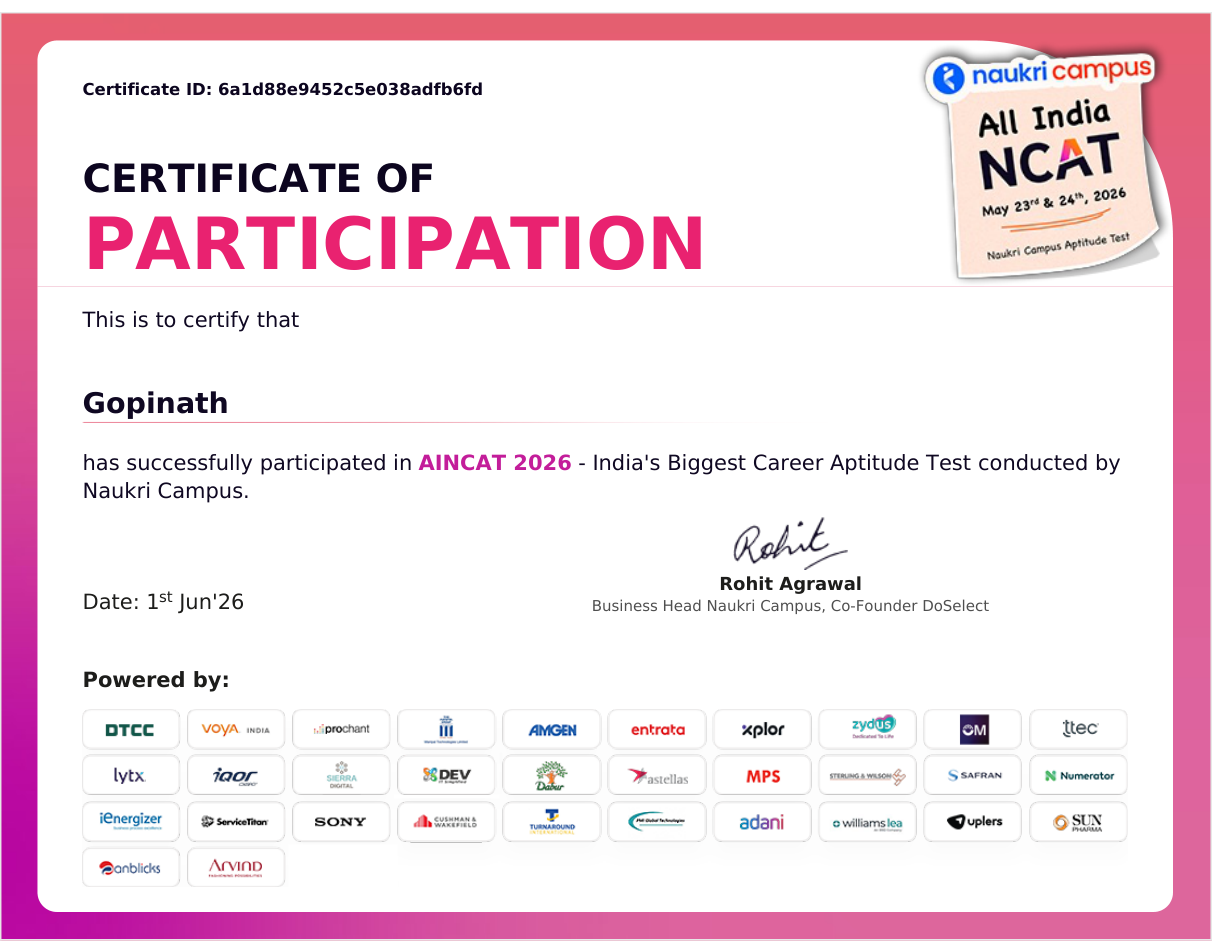 Certificate ID: 6a1d88e9452c5e038adfb6fd
naukri campus
All India
NCAT
May 23rd & 24th, 2026
Naukri Campus Aptitude Test
CERTIFICATE OF
PARTICIPATION
This is to certify that
Gopinath
has successfully participated in AINCAT 2026 - India's Biggest Career Aptitude Test conducted by
Naukri Campus.
Rohit
Rohit Agrawal
Business Head Naukri Campus, Co-Founder DoSelect
Date: 1st Jun'26
Powered by:
DTCC VOYA INDIA prochant AMGEN entrata xplor zydus Dedicated To Life OM ttec
lytx iqor SIERRA DIGITAL DEV Dabur astellas MPS STERLING & WILSON SAFRAN Numerator
iEnergizer ServiceTitan SONY CUSHMAN & WAKEFIELD TURNAROUND INTERNATIONAL PMI Global Technologies adani williams lea uplers SUN PHARMA
anblicks ARVIND